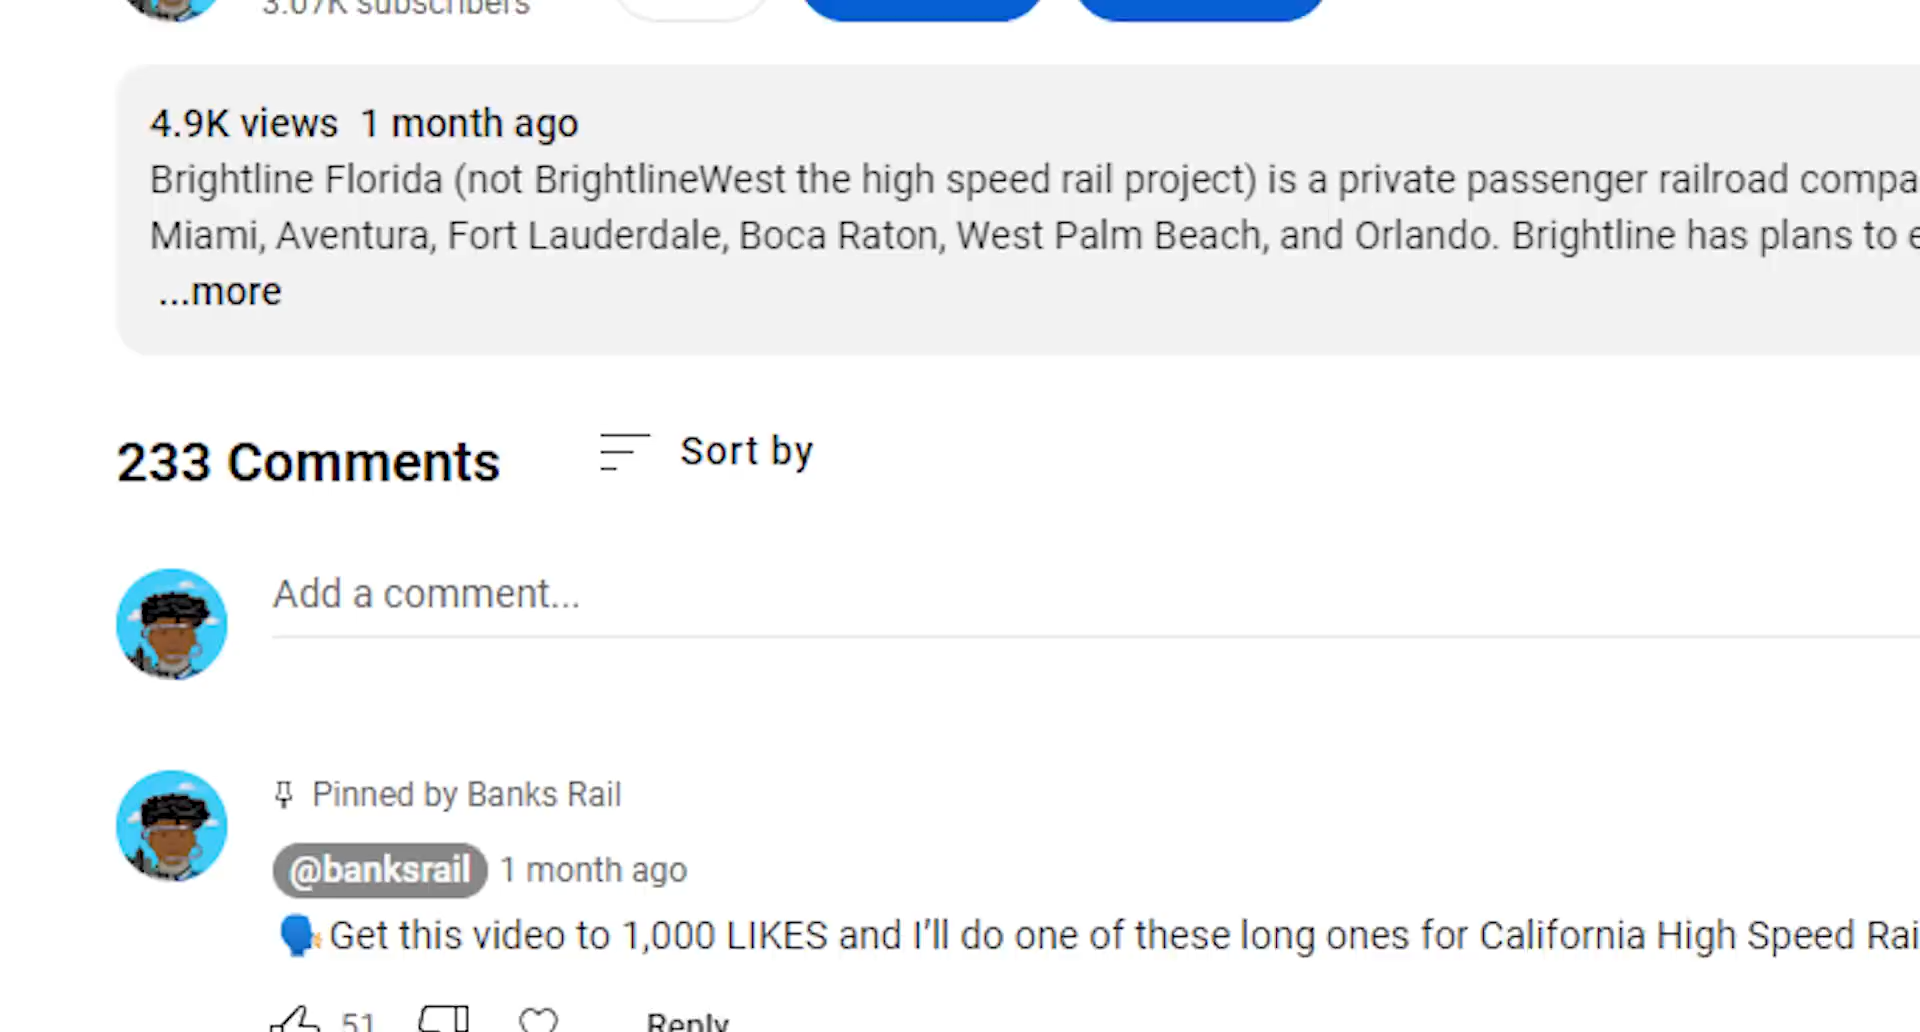 3.07K subscribers
4.9K views 1 month ago
Brightline Florida (not BrightlineWest the high speed rail project) is a private passenger railroad compa
Miami, Aventura, Fort Lauderdale, Boca Raton, West Palm Beach, and Orlando. Brightline has plans to e
...more
233 Comments
Sort by
Add a comment...
Pinned by Banks Rail
@banksrail 1 month ago
🗣️Get this video to 1,000 LIKES and I'll do one of these long ones for California High Speed Rai
51 Reply